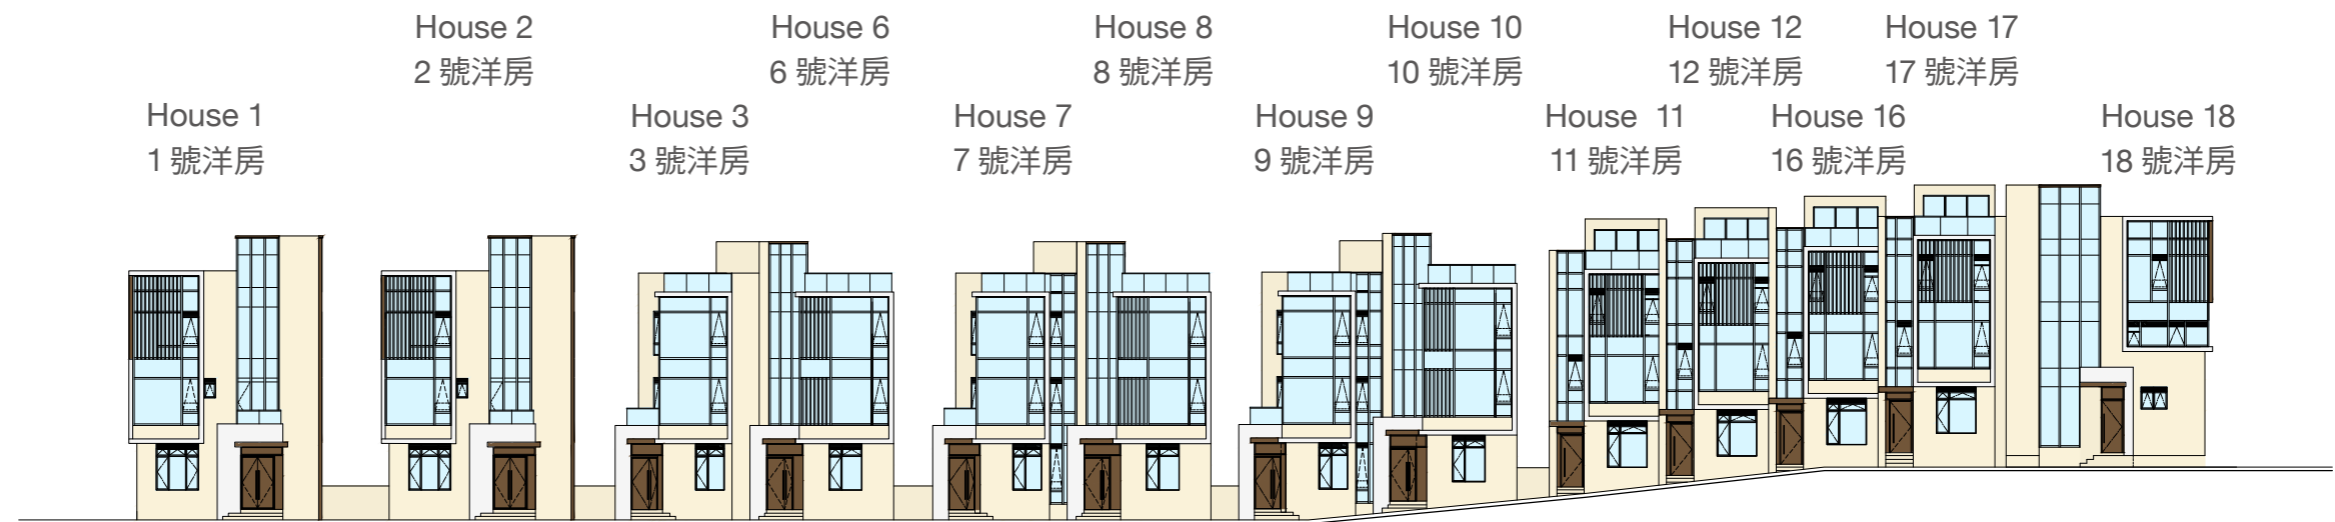 House 1
1 號洋房
House 2
2 號洋房
House 3
3 號洋房
House 6
6 號洋房
House 7
7 號洋房
House 8
8 號洋房
House 9
9 號洋房
House 10
10 號洋房
House 11
11 號洋房
House 12
12 號洋房
House 16
16 號洋房
House 17
17 號洋房
House 18
18 號洋房